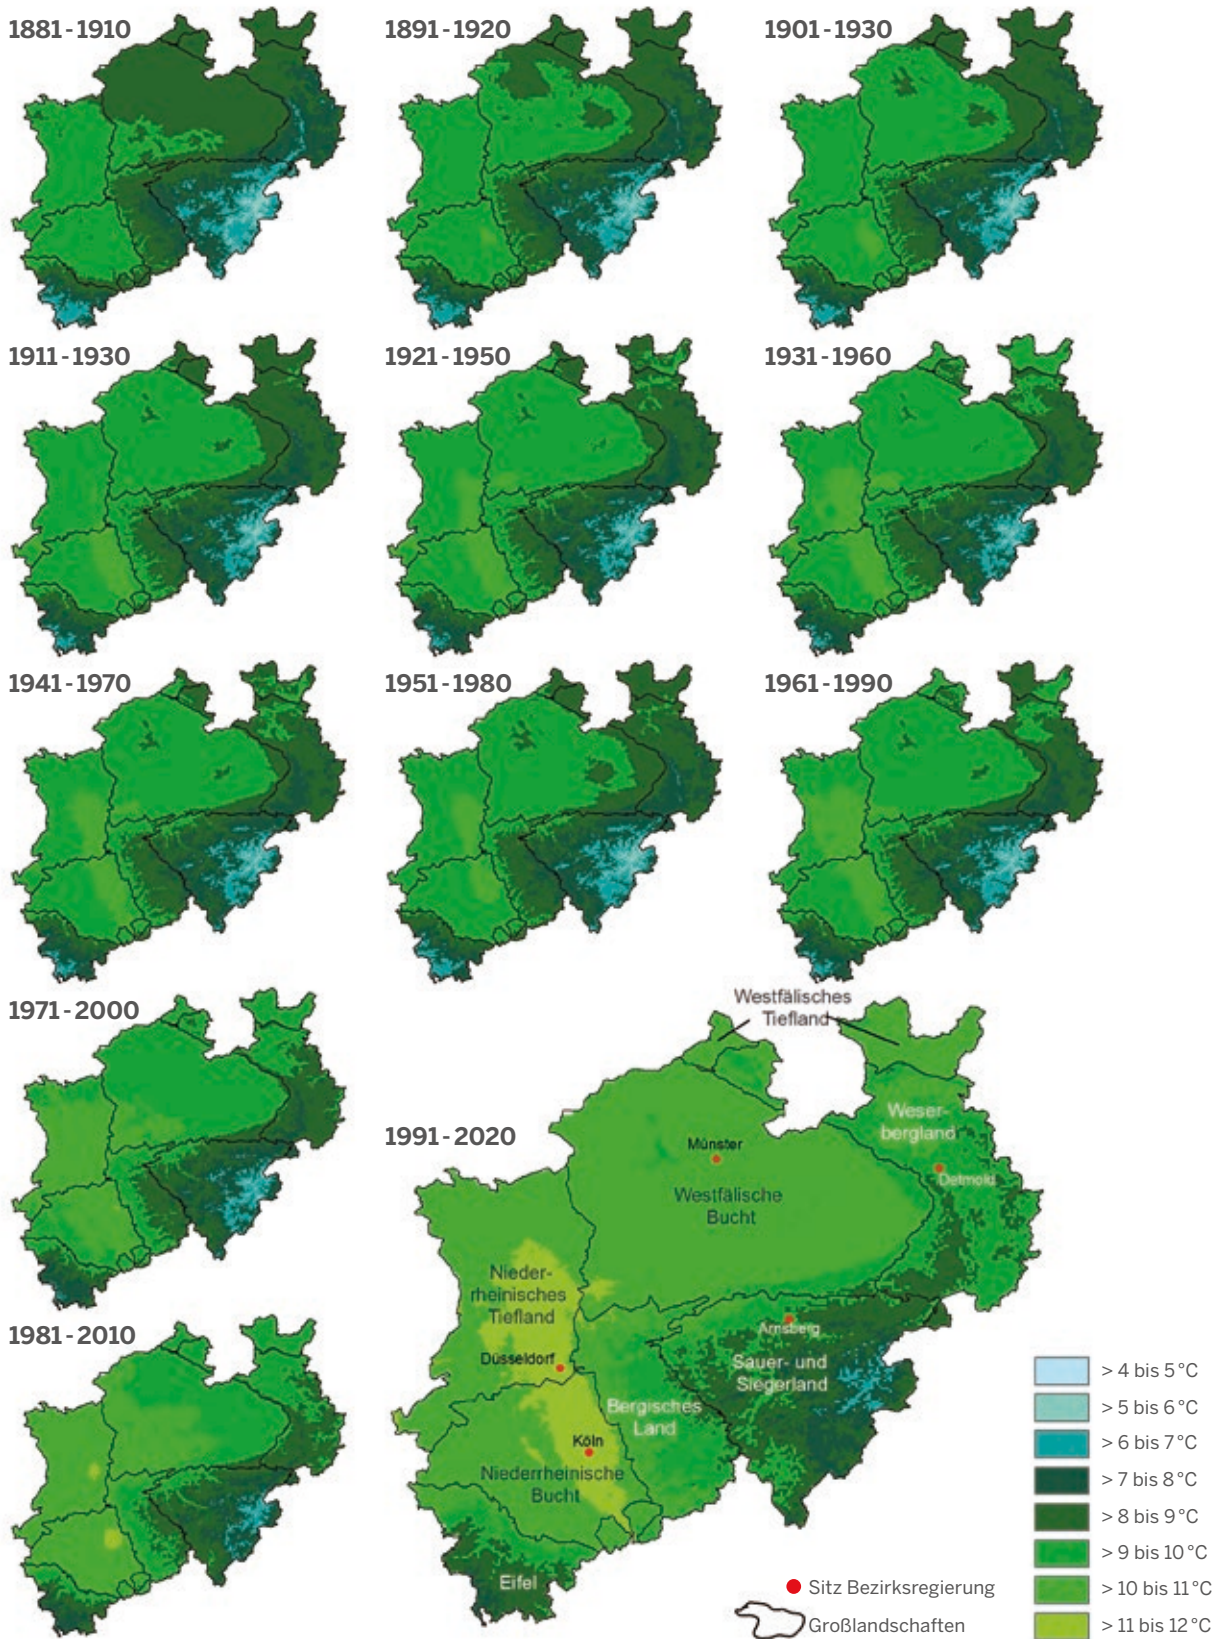 1881 - 1910
1891 - 1920
1901 - 1930
1911 - 1930
1921 - 1950
1931 - 1960
1941 - 1970
1951 - 1980
1961 - 1990
1971 - 2000
1981 - 2010
1991 - 2020
Westfälisches
Tiefland
Weser-
bergland
Münster
Detmold
Westfälische
Bucht
Nieder-
rheinisches
Tiefland
Arnsberg
Düsseldorf
Sauer- und
Siegerland
Bergisches
Land
Köln
Niederrheinische
Bucht
Eifel
Sitz Bezirksregierung
Großlandschaften
> 4 bis 5 °C
> 5 bis 6 °C
> 6 bis 7 °C
> 7 bis 8 °C
> 8 bis 9 °C
> 9 bis 10 °C
> 10 bis 11 °C
> 11 bis 12 °C